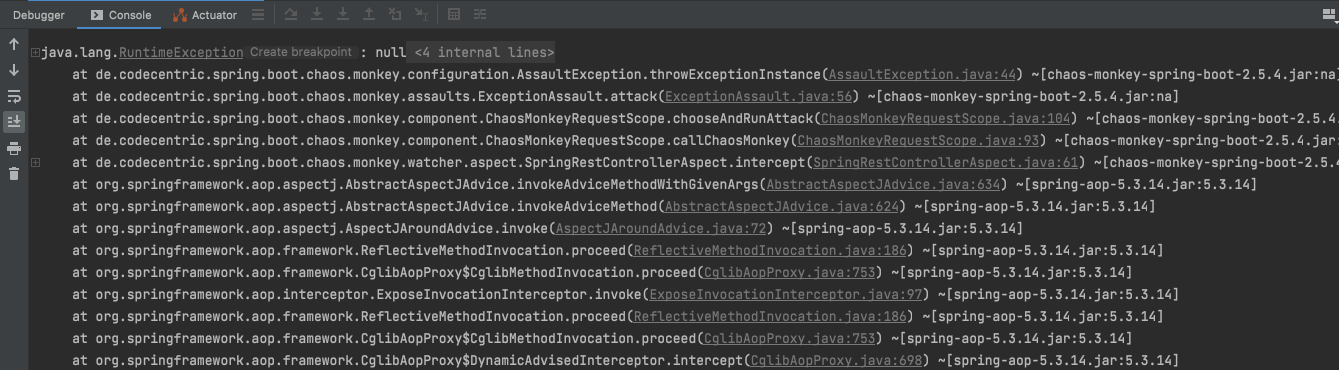 Debugger Console Actuator
java.lang.RuntimeException Create breakpoint : null <4 internal lines>
at de.codecentric.spring.boot.chaos.monkey.configuration.AssaultException.throwExceptionInstance(AssaultException.java:44) ~[chaos-monkey-spring-boot-2.5.4.jar:na]
at de.codecentric.spring.boot.chaos.monkey.assaults.ExceptionAssault.attack(ExceptionAssault.java:56) ~[chaos-monkey-spring-boot-2.5.4.jar:na]
at de.codecentric.spring.boot.chaos.monkey.component.ChaosMonkeyRequestScope.chooseAndRunAttack(ChaosMonkeyRequestScope.java:104) ~[chaos-monkey-spring-boot-2.5.4.
at de.codecentric.spring.boot.chaos.monkey.component.ChaosMonkeyRequestScope.callChaosMonkey(ChaosMonkeyRequestScope.java:93) ~[chaos-monkey-spring-boot-2.5.4.jar:
at de.codecentric.spring.boot.chaos.monkey.watcher.aspect.SpringRestControllerAspect.intercept(SpringRestControllerAspect.java:61) ~[chaos-monkey-spring-boot-2.5.4
at org.springframework.aop.aspectj.AbstractAspectJAdvice.invokeAdviceMethodWithGivenArgs(AbstractAspectJAdvice.java:634) ~[spring-aop-5.3.14.jar:5.3.14]
at org.springframework.aop.aspectj.AbstractAspectJAdvice.invokeAdviceMethod(AbstractAspectJAdvice.java:624) ~[spring-aop-5.3.14.jar:5.3.14]
at org.springframework.aop.aspectj.AspectJAroundAdvice.invoke(AspectJAroundAdvice.java:72) ~[spring-aop-5.3.14.jar:5.3.14]
at org.springframework.aop.framework.ReflectiveMethodInvocation.proceed(ReflectiveMethodInvocation.java:186) ~[spring-aop-5.3.14.jar:5.3.14]
at org.springframework.aop.framework.CglibAopProxy$CglibMethodInvocation.proceed(CglibAopProxy.java:753) ~[spring-aop-5.3.14.jar:5.3.14]
at org.springframework.aop.interceptor.ExposeInvocationInterceptor.invoke(ExposeInvocationInterceptor.java:97) ~[spring-aop-5.3.14.jar:5.3.14]
at org.springframework.aop.framework.ReflectiveMethodInvocation.proceed(ReflectiveMethodInvocation.java:186) ~[spring-aop-5.3.14.jar:5.3.14]
at org.springframework.aop.framework.CglibAopProxy$CglibMethodInvocation.proceed(CglibAopProxy.java:753) ~[spring-aop-5.3.14.jar:5.3.14]
at org.springframework.aop.framework.CglibAopProxy$DynamicAdvisedInterceptor.intercept(CglibAopProxy.java:698) ~[spring-aop-5.3.14.jar:5.3.14]